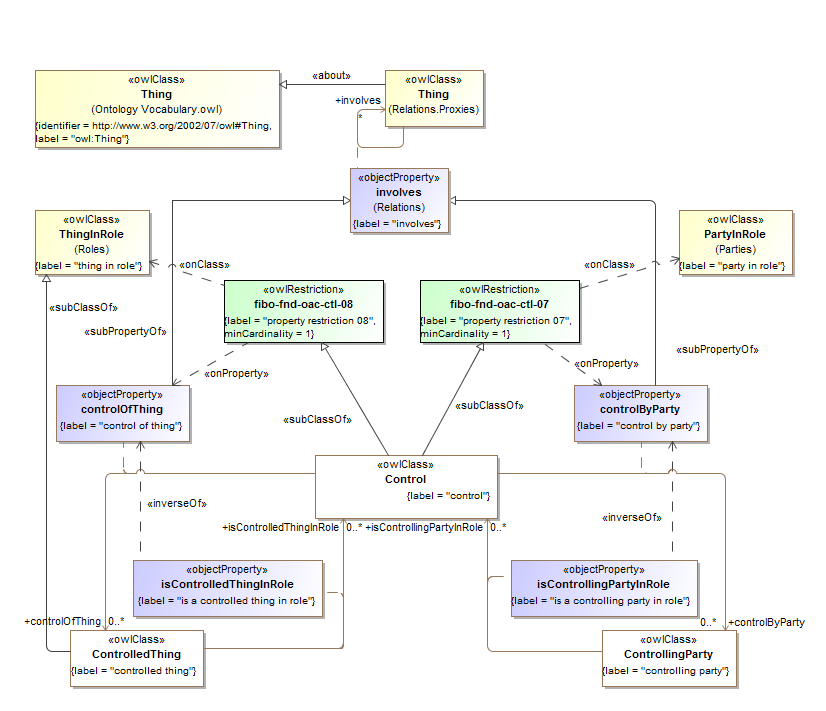 «owlClass»
Thing
(Ontology Vocabulary.owl)
{identifier = http://www.w3.org/2002/07/owl#Thing,
label = "owl:Thing"}
«about»
«owlClass»
Thing
(Relations.Proxies)
+involves
*
«objectProperty»
involves
(Relations)
{label = "involves"}
«owlClass»
ThingInRole
(Roles)
{label = "thing in role"}
«owlClass»
PartyInRole
(Parties)
{label = "party in role"}
«onClass»
«onClass»
«owlRestriction»
fibo-fnd-oac-ctl-08
{label = "property restriction 08",
minCardinality = 1}
«owlRestriction»
fibo-fnd-oac-ctl-07
{label = "property restriction 07",
minCardinality = 1}
«subClassOf»
«subPropertyOf»
«subPropertyOf»
«onProperty»
«onProperty»
«objectProperty»
controlOfThing
{label = "control of thing"}
«objectProperty»
controlByParty
{label = "control by party"}
«subClassOf»
«subClassOf»
«owlClass»
Control
{label = "control"}
«inverseOf»
«inverseOf»
+isControlledThingInRole 0..*
+isControllingPartyInRole 0..*
«objectProperty»
isControlledThingInRole
{label = "is a controlled thing in role"}
«objectProperty»
isControllingPartyInRole
{label = "is a controlling party in role"}
+controlOfThing 0..*
0..* +controlByParty
«owlClass»
ControlledThing
{label = "controlled thing"}
«owlClass»
ControllingParty
{label = "controlling party"}